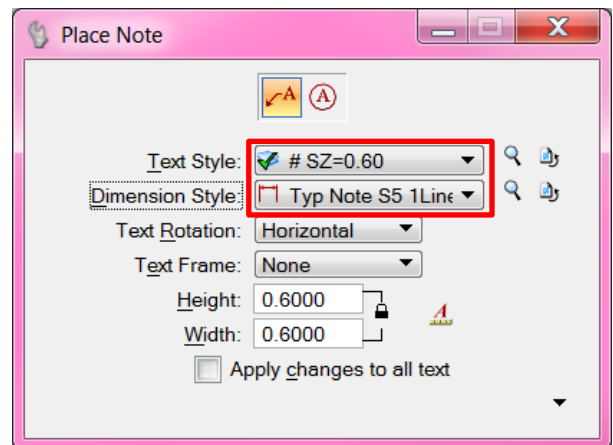 Place Note
A A
Text Style: # SZ=0.60
Dimension Style: Typ Note S5 1Line
Text Rotation: Horizontal
Text Frame: None
Height: 0.6000
A
Width: 0.6000
Apply changes to all text